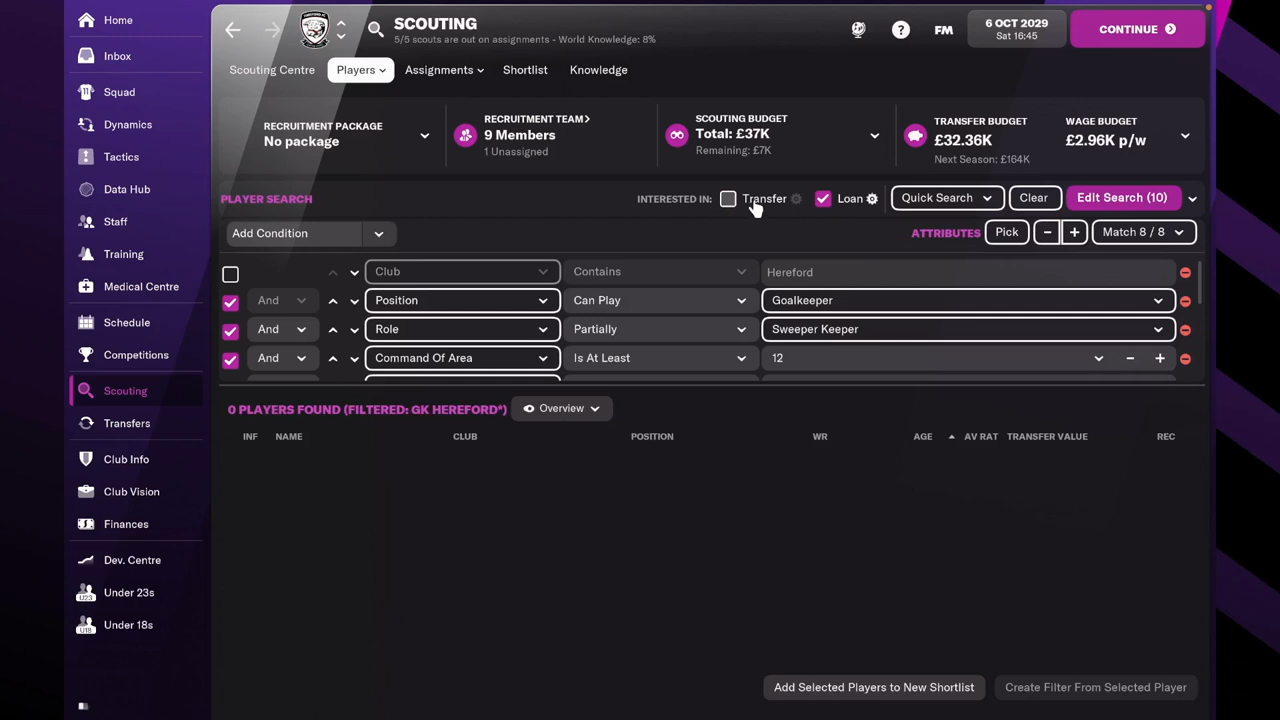 Home
Inbox
Squad
Dynamics
Tactics
Data Hub
Staff
Training
Medical Centre
Schedule
Competitions
Scouting
Transfers
Club Info
Club Vision
Finances
Dev. Centre
U23 Under 23s
U18 Under 18s
SCOUTING
5/5 scouts are out on assignments - World Knowledge: 8%
? FM
6 OCT 2029
Sat 16:45
CONTINUE
Scouting Centre Players Assignments Shortlist Knowledge
RECRUITMENT PACKAGE
No package
RECRUITMENT TEAM>
9 Members
1 Unassigned
SCOUTING BUDGET
Total: £37K
Remaining: £7K
TRANSFER BUDGET
£32.36K
Next Season: £164K
WAGE BUDGET
£2.96K p/w
PLAYER SEARCH INTERESTED IN: Transfer Loan Quick Search Clear Edit Search (10)
Add Condition ATTRIBUTES Pick - + Match 8 / 8
Club Contains Hereford
And Position Can Play Goalkeeper
And Role Partially Sweeper Keeper
And Command Of Area Is At Least 12 - +
0 PLAYERS FOUND (FILTERED: GK HEREFORD*) Overview
INF NAME CLUB POSITION WR AGE AV RAT TRANSFER VALUE REC
Add Selected Players to New Shortlist Create Filter From Selected Player